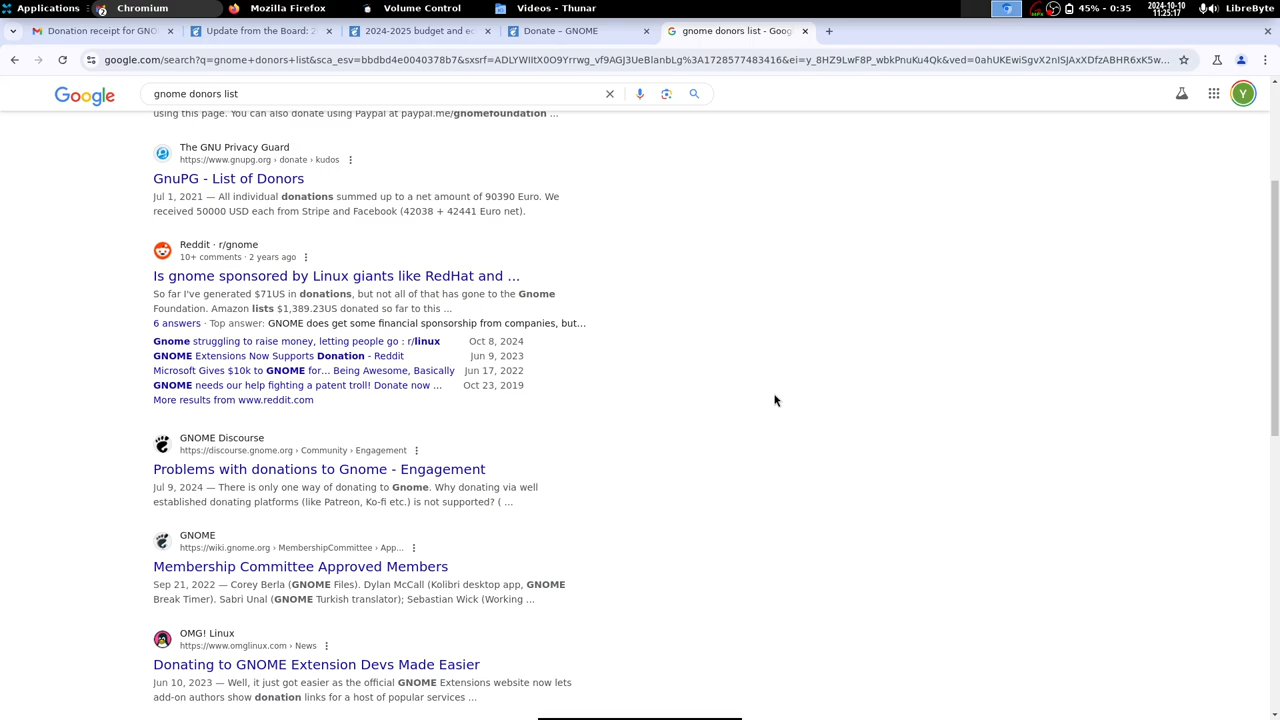 Applications
Chromium
Mozilla Firefox
Volume Control
Videos - Thunar
45% - 0:35
2024-10-10
11:25:17
LibreByte
Donation receipt for GNO
Update from the Board: 2
2024-2025 budget and ec
Donate – GNOME
gnome donors list - Goog
google.com/search?q=gnome+donors+list&sca_esv=bbdbd4e0040378b7&sxsrf=ADLYWIItX0O9Yrrwg_vf9AGJ3UeBlanbLg%3A1728577483416&ei=y_8HZ9LwF8P_wbkPnuKu4Qk&ved=0ahUKEwiSgvX2nISJAxXDfzABHR6xK5w...
Google
gnome donors list
Y
using this page. You can also donate using Paypal at paypal.me/gnomefoundation ...
The GNU Privacy Guard
https://www.gnupg.org › donate › kudos
GnuPG - List of Donors
Jul 1, 2021 — All individual donations summed up to a net amount of 90390 Euro. We
received 50000 USD each from Stripe and Facebook (42038 + 42441 Euro net).
Reddit · r/gnome
10+ comments · 2 years ago
Is gnome sponsored by Linux giants like RedHat and ...
So far I've generated $71US in donations, but not all of that has gone to the Gnome
Foundation. Amazon lists $1,389.23US donated so far to this ...
6 answers · Top answer: GNOME does get some financial sponsorship from companies, but...
Gnome struggling to raise money, letting people go : r/linux Oct 8, 2024
GNOME Extensions Now Supports Donation - Reddit Jun 9, 2023
Microsoft Gives $10k to GNOME for... Being Awesome, Basically Jun 17, 2022
GNOME needs our help fighting a patent troll! Donate now ... Oct 23, 2019
More results from www.reddit.com
GNOME Discourse
https://discourse.gnome.org › Community › Engagement
Problems with donations to Gnome - Engagement
Jul 9, 2024 — There is only one way of donating to Gnome. Why donating via well
established donating platforms (like Patreon, Ko-fi etc.) is not supported? ( ...
GNOME
https://wiki.gnome.org › MembershipCommittee › App...
Membership Committee Approved Members
Sep 21, 2022 — Corey Berla (GNOME Files). Dylan McCall (Kolibri desktop app, GNOME
Break Timer). Sabri Unal (GNOME Turkish translator); Sebastian Wick (Working ...
OMG! Linux
https://www.omglinux.com › News
Donating to GNOME Extension Devs Made Easier
Jun 10, 2023 — Well, it just got easier as the official GNOME Extensions website now lets
add-on authors show donation links for a host of popular services ...